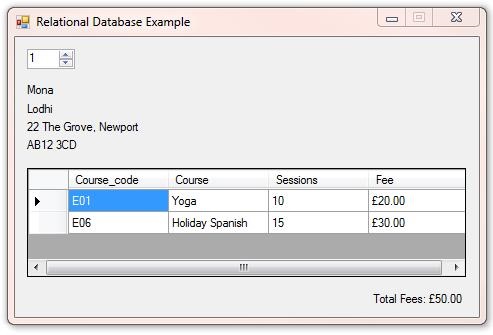 Relational Database Example
1
Mona
Lodhi
22 The Grove, Newport
AB12 3CD
Course_code Course Sessions Fee
E01 Yoga 10 £20.00
E06 Holiday Spanish 15 £30.00
Total Fees: £50.00